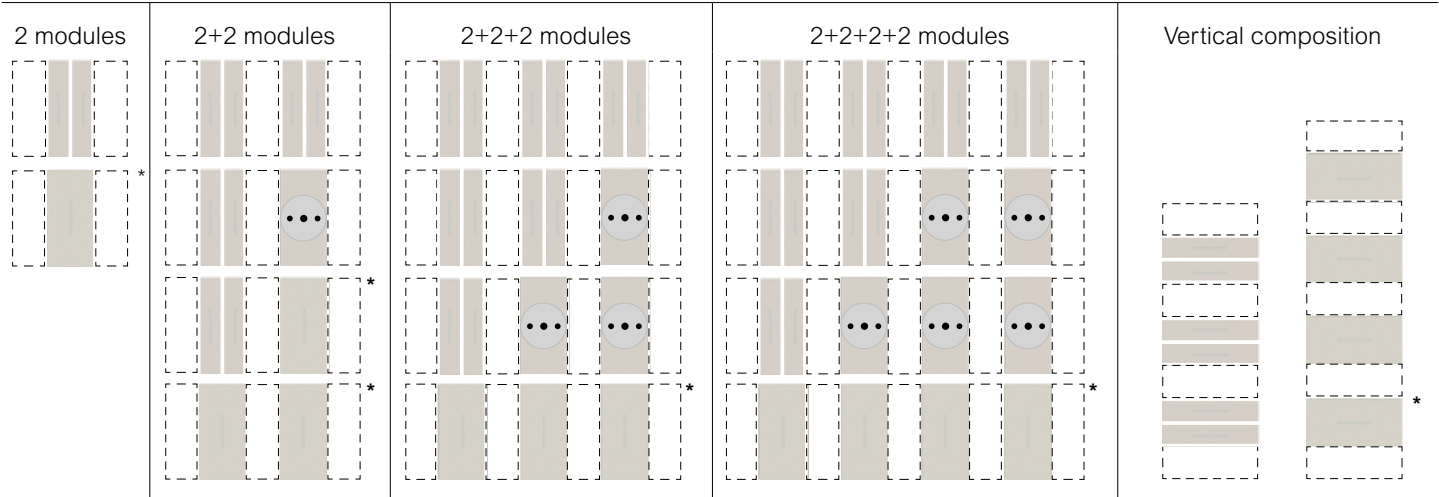 2 modules
2+2 modules
2+2+2 modules
2+2+2+2 modules
Vertical composition
*
*
*
*
*
*